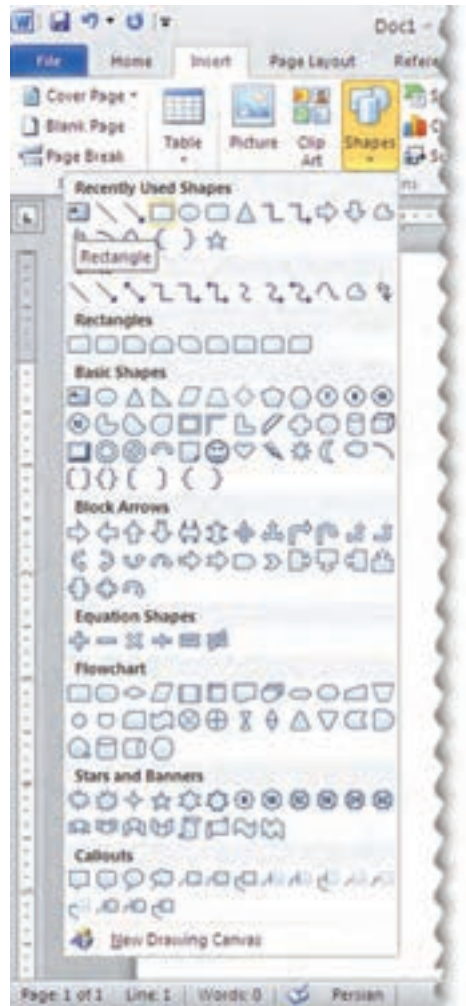 Doc1 -
File Home Insert Page Layout Refere
Cover Page
Blank Page
Page Break
Table
Picture
Clip Art
Shapes
Recently Used Shapes
Rectangle
Rectangles
Basic Shapes
Block Arrows
Equation Shapes
Flowchart
Stars and Banners
Callouts
New Drawing Canvas
Page: 1 of 1 Line: 1 Words: 0 Persian